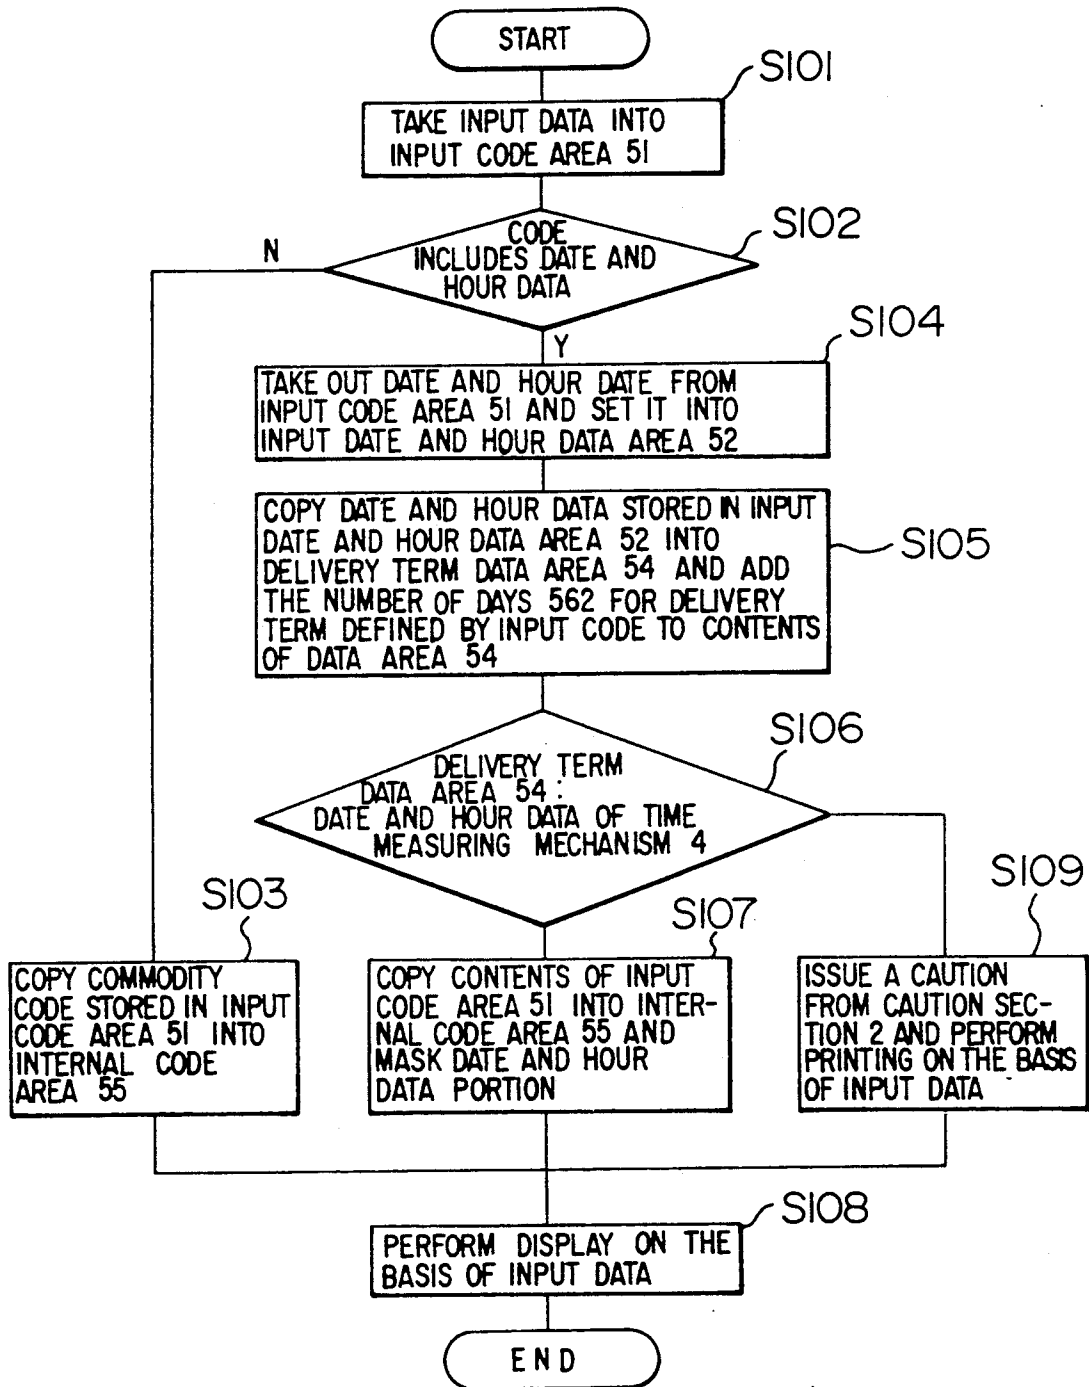 START
S101
TAKE INPUT DATA INTO
INPUT CODE AREA 51
S102
CODE
INCLUDES DATE AND
HOUR DATA
N
Y
S104
TAKE OUT DATE AND HOUR DATE FROM
INPUT CODE AREA 51 AND SET IT INTO
INPUT DATE AND HOUR DATA AREA 52
S105
COPY DATE AND HOUR DATA STORED IN INPUT
DATE AND HOUR DATA AREA 52 INTO
DELIVERY TERM DATA AREA 54 AND ADD
THE NUMBER OF DAYS 562 FOR DELIVERY
TERM DEFINED BY INPUT CODE TO CONTENTS
OF DATA AREA 54
S106
DELIVERY TERM
DATA AREA 54 :
DATE AND HOUR DATA OF TIME
MEASURING MECHANISM 4
S103
COPY COMMODITY
CODE STORED IN INPUT
CODE AREA 51 INTO
INTERNAL CODE
AREA 55
S107
COPY CONTENTS OF INPUT
CODE AREA 51 INTO INTER-
NAL CODE AREA 55 AND
MASK DATE AND HOUR
DATA PORTION
S109
ISSUE A CAUTION
FROM CAUTION SEC-
TION 2 AND PERFORM
PRINTING ON THE BASIS
OF INPUT DATA
S108
PERFORM DISPLAY ON THE
BASIS OF INPUT DATA
END